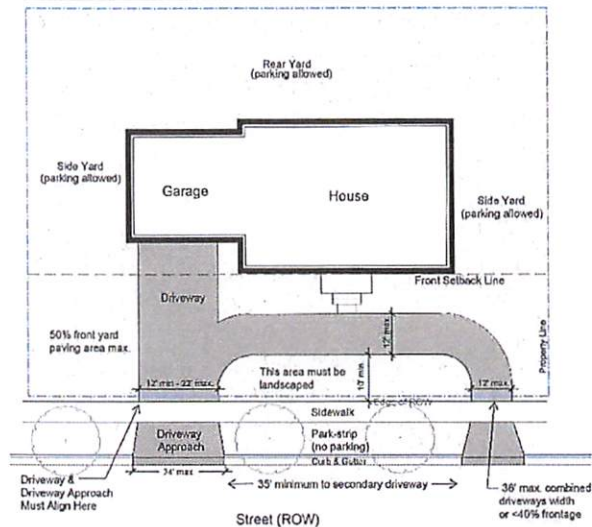 Rear Yard
(parking allowed)
Side Yard
(parking allowed)
Garage
House
Side Yard
(parking allowed)
Front Setback Line
Driveway
50% front yard
paving area max.
12' max.
Property Line
This area must be
landscaped
10' min.
12' min - 22' max.
12' max.
Edge of ROW
Sidewalk
Driveway
Approach
Park-strip
(no parking)
Curb & Gutter
Driveway &
Driveway Approach
Must Align Here
24' max
35' minimum to secondary driveway
36' max. combined
driveways width
or <40% frontage
Street (ROW)